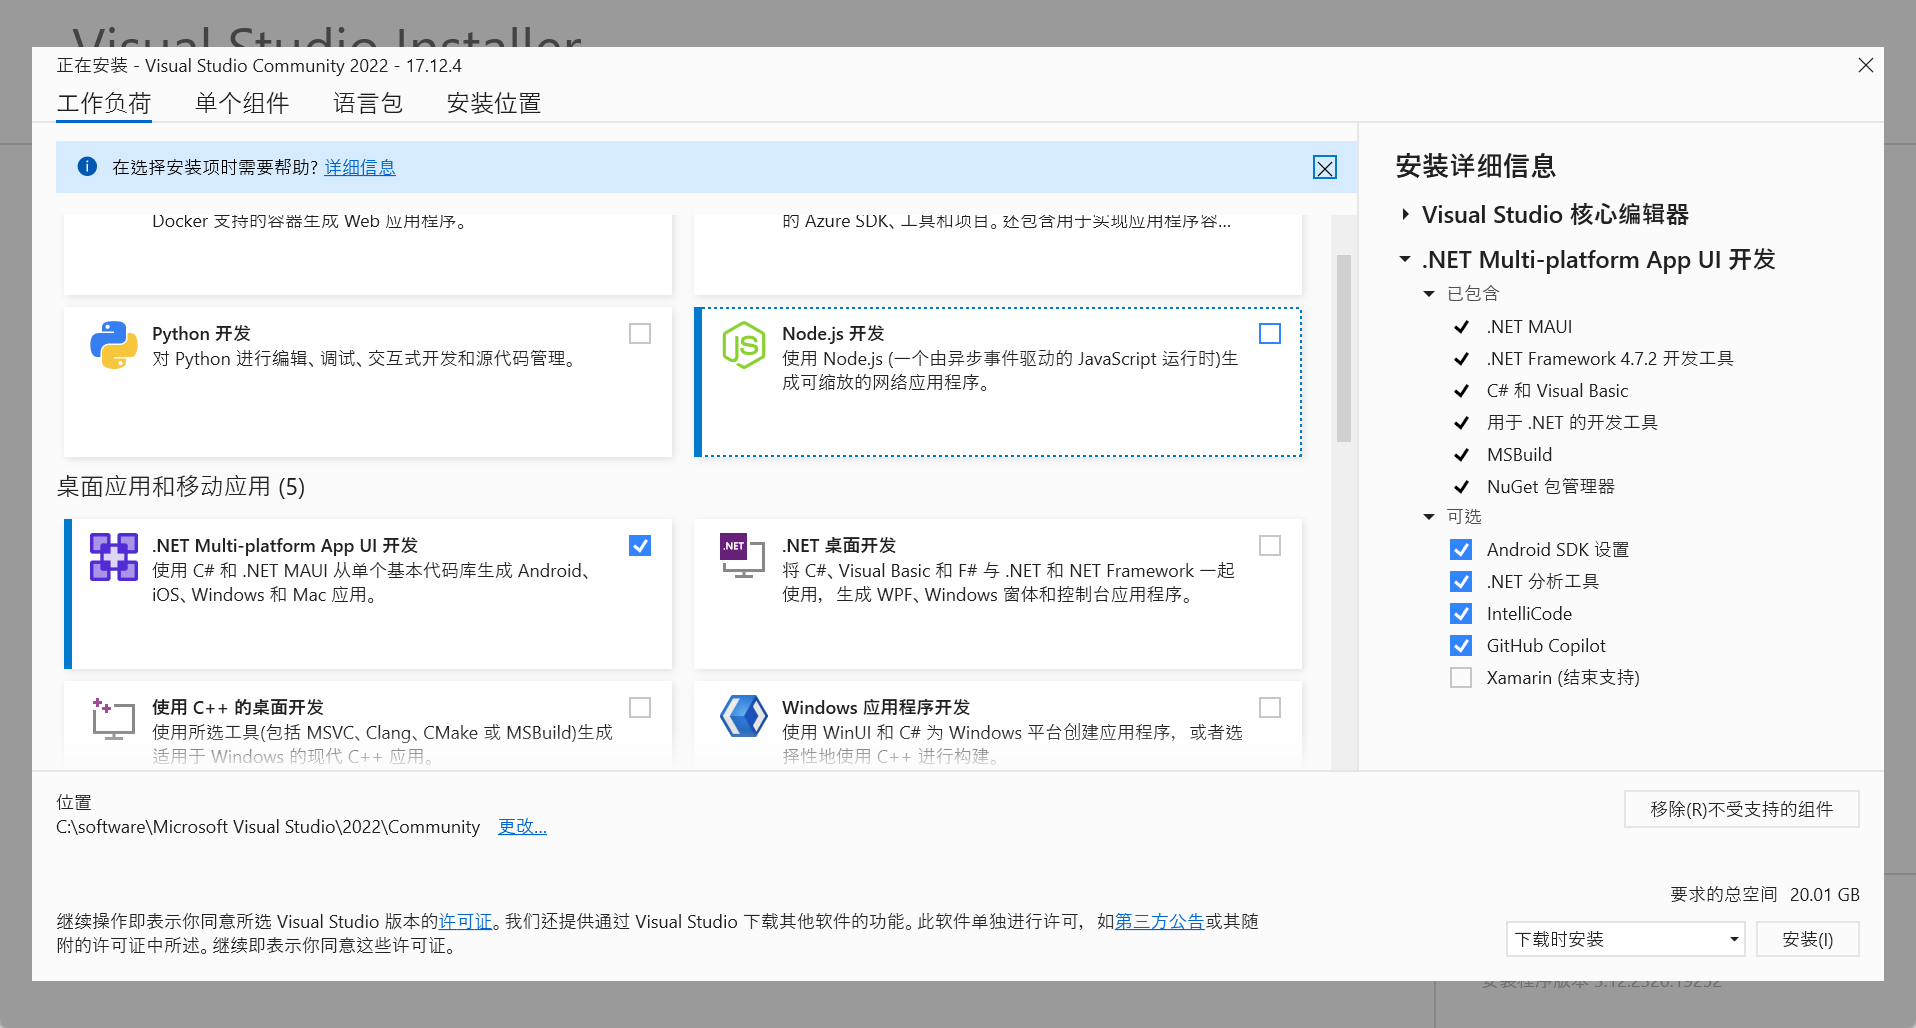 Visual Studio Installer
正在安装 - Visual Studio Community 2022 - 17.12.4
工作负荷
单个组件
语言包
安装位置
在选择安装项时需要帮助? 详细信息
Docker 支持的容器生成 Web 应用程序。
的 Azure SDK、工具和项目。还包含用于实现应用程序容...
Python 开发
对 Python 进行编辑、调试、交互式开发和源代码管理。
Node.js 开发
使用 Node.js (一个由异步事件驱动的 JavaScript 运行时)生
成可缩放的网络应用程序。
桌面应用和移动应用 (5)
.NET Multi-platform App UI 开发
使用 C# 和 .NET MAUI 从单个基本代码库生成 Android、
iOS、Windows 和 Mac 应用。
.NET
.NET 桌面开发
将 C#、Visual Basic 和 F# 与 .NET 和 NET Framework 一起
使用，生成 WPF、Windows 窗体和控制台应用程序。
使用 C++ 的桌面开发
使用所选工具(包括 MSVC、Clang、CMake 或 MSBuild)生成
适用于 Windows 的现代 C++ 应用。
Windows 应用程序开发
使用 WinUI 和 C# 为 Windows 平台创建应用程序，或者选
择性地使用 C++ 进行构建。
安装详细信息
Visual Studio 核心编辑器
.NET Multi-platform App UI 开发
已包含
.NET MAUI
.NET Framework 4.7.2 开发工具
C# 和 Visual Basic
用于 .NET 的开发工具
MSBuild
NuGet 包管理器
可选
Android SDK 设置
.NET 分析工具
IntelliCode
GitHub Copilot
Xamarin (结束支持)
位置
C:\software\Microsoft Visual Studio\2022\Community 更改...
移除(R)不受支持的组件
要求的总空间 20.01 GB
继续操作即表示你同意所选 Visual Studio 版本的许可证。我们还提供通过 Visual Studio 下载其他软件的功能。此软件单独进行许可，如第三方公告或其随
附的许可证中所述。继续即表示你同意这些许可证。
下载时安装
安装(I)